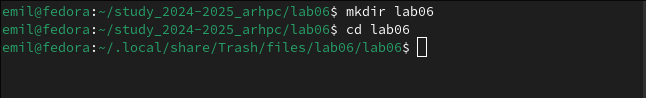 emil@fedora:~/study_2024-2025_arhpc/lab06$ mkdir lab06
emil@fedora:~/study_2024-2025_arhpc/lab06$ cd lab06
emil@fedora:~/.local/share/Trash/files/lab06/lab06$